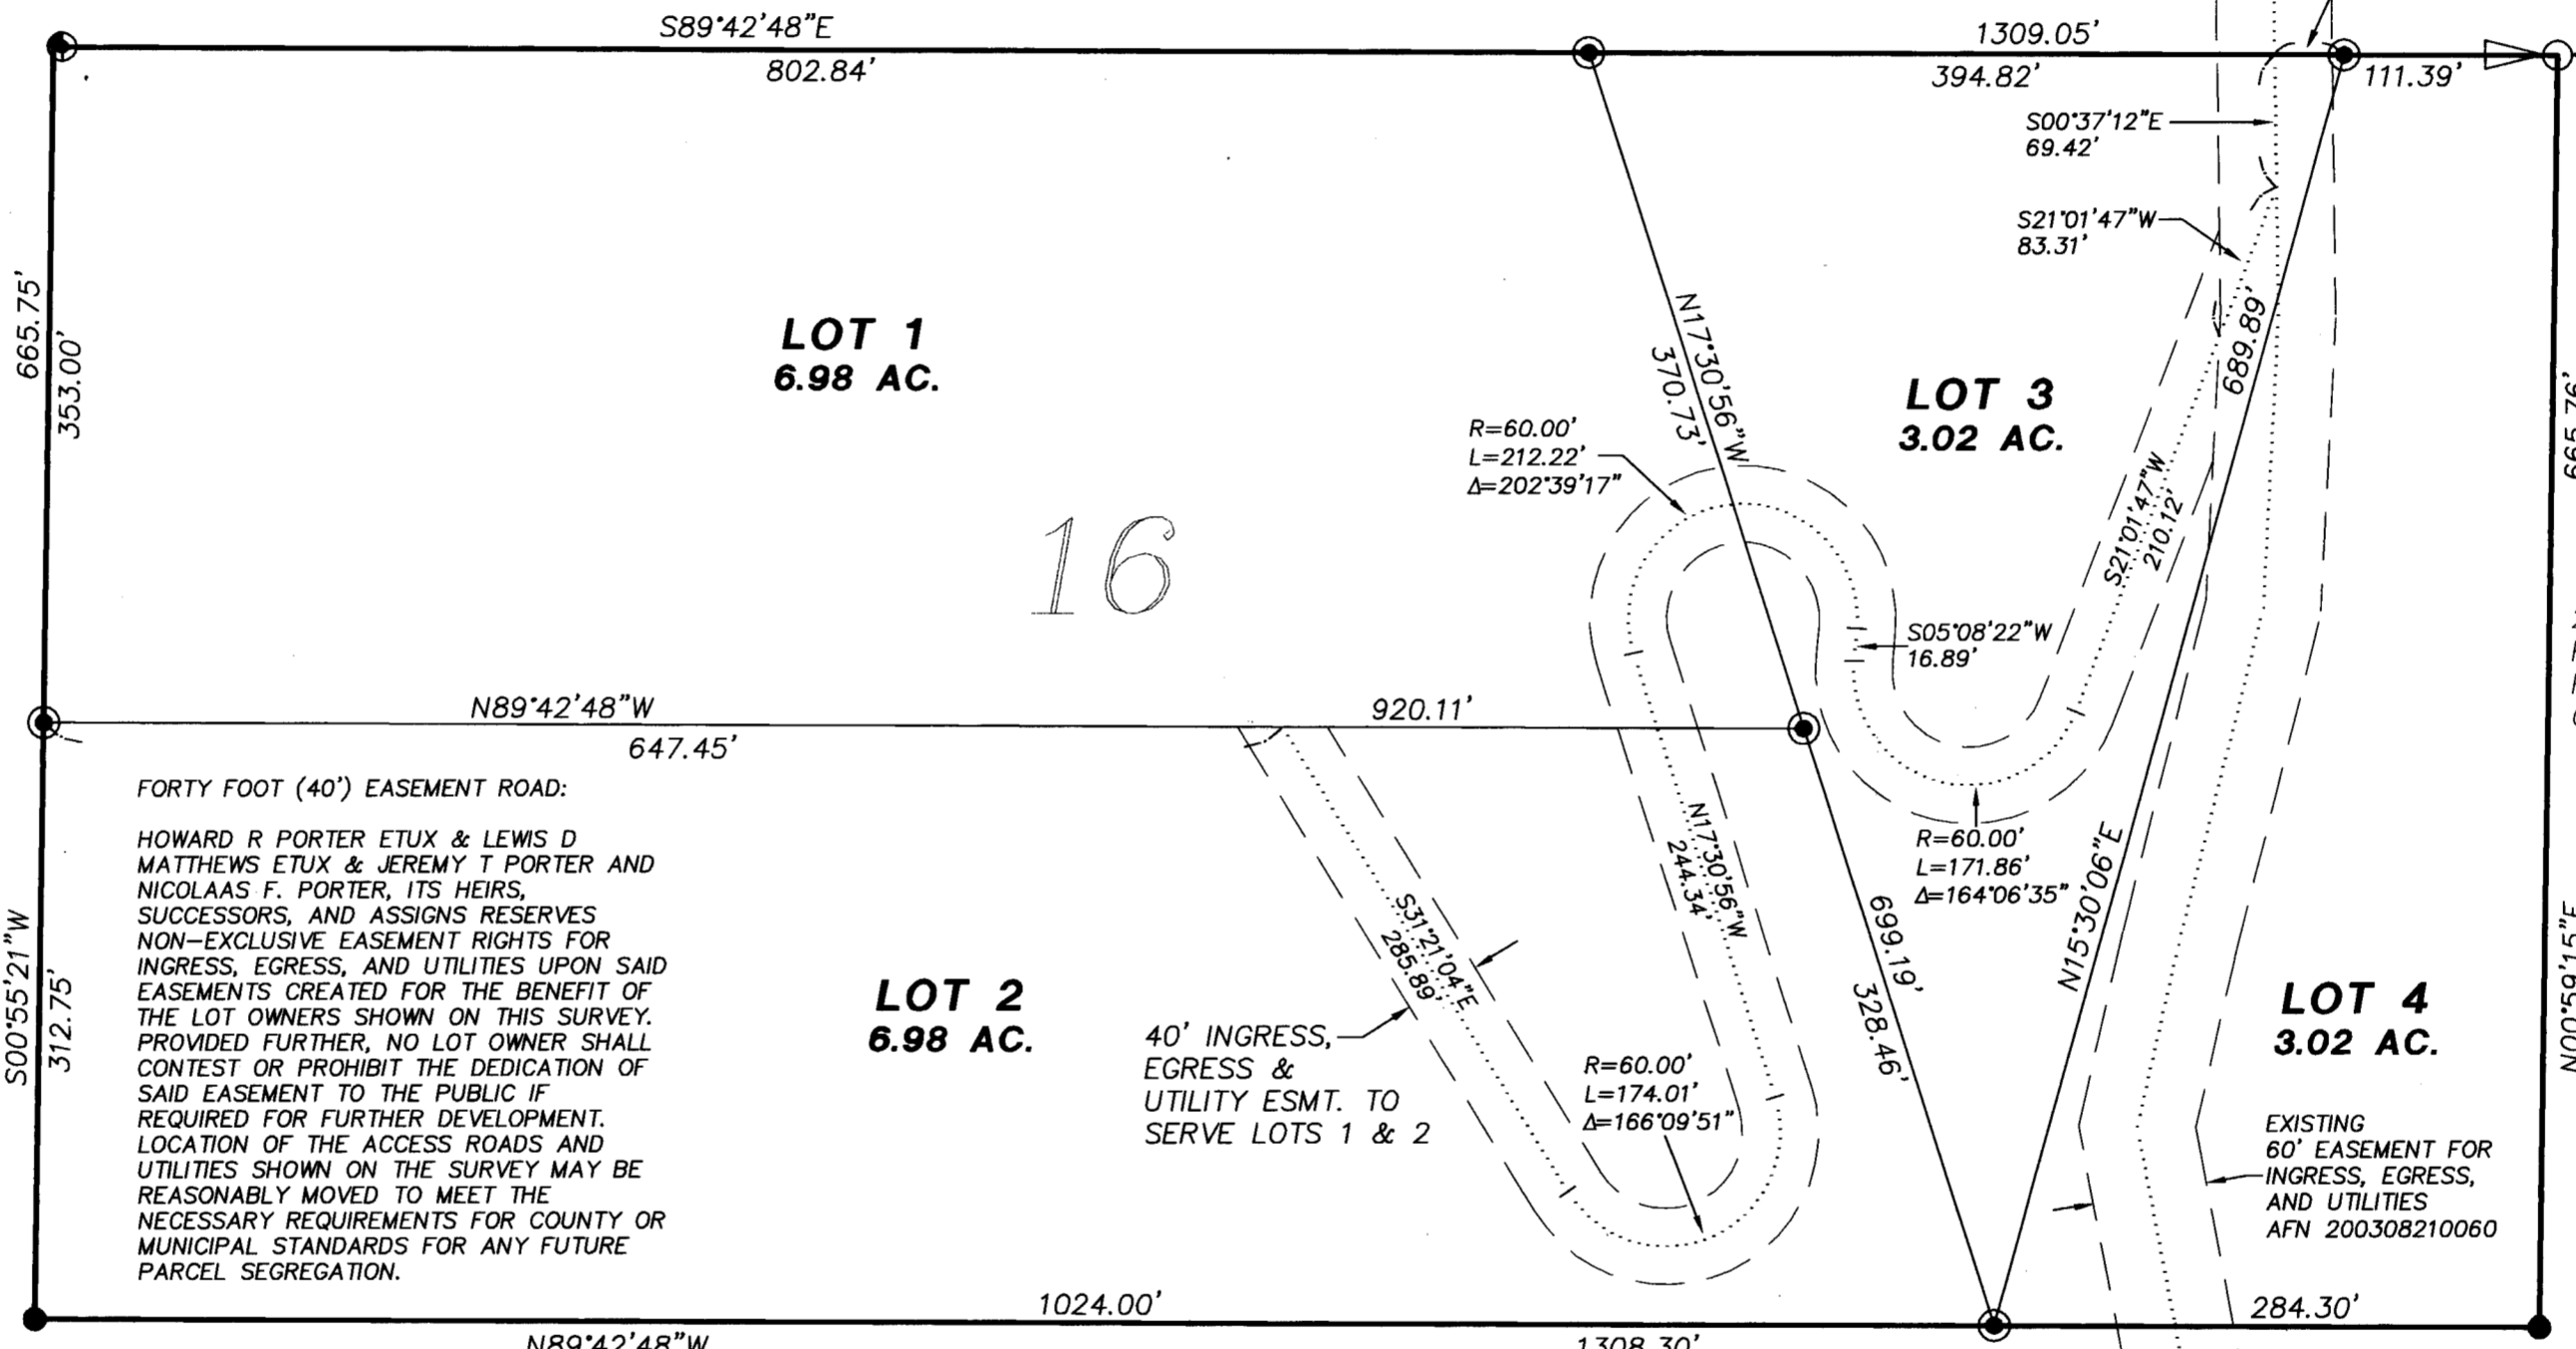 S89°42'48"E
1309.05'
802.84'
394.82'
111.39'
S00°37'12"E
69.42'
S21°01'47"W
83.31'
665.75'
353.00'
LOT 1
6.98 AC.
N17°30'56"W
370.73'
689.89'
LOT 3
3.02 AC.
665.76'
R=60.00'
L=212.22'
Δ=202°39'17"
16
S21°01'47"W
210.12'
S05°08'22"W
16.89'
N89°42'48"W
920.11'
647.45'
FORTY FOOT (40') EASEMENT ROAD:
HOWARD R PORTER ETUX & LEWIS D
MATTHEWS ETUX & JEREMY T PORTER AND
NICOLAAS F. PORTER, ITS HEIRS,
SUCCESSORS, AND ASSIGNS RESERVES
NON-EXCLUSIVE EASEMENT RIGHTS FOR
INGRESS, EGRESS, AND UTILITIES UPON SAID
EASEMENTS CREATED FOR THE BENEFIT OF
THE LOT OWNERS SHOWN ON THIS SURVEY.
PROVIDED FURTHER, NO LOT OWNER SHALL
CONTEST OR PROHIBIT THE DEDICATION OF
SAID EASEMENT TO THE PUBLIC IF
REQUIRED FOR FURTHER DEVELOPMENT.
LOCATION OF THE ACCESS ROADS AND
UTILITIES SHOWN ON THE SURVEY MAY BE
REASONABLY MOVED TO MEET THE
NECESSARY REQUIREMENTS FOR COUNTY OR
MUNICIPAL STANDARDS FOR ANY FUTURE
PARCEL SEGREGATION.
S00°55'21"W
312.75'
LOT 2
6.98 AC.
S31°21'04"E
285.89'
N17°30'56"W
244.34'
40' INGRESS,
EGRESS &
UTILITY ESMT. TO
SERVE LOTS 1 & 2
R=60.00'
L=174.01'
Δ=166°09'51"
R=60.00'
L=171.86'
Δ=164°06'35"
699.19'
328.46'
N15°30'06"E
LOT 4
3.02 AC.
N00°59'15"E
EXISTING
60' EASEMENT FOR
INGRESS, EGRESS,
AND UTILITIES
AFN 200308210060
1024.00'
284.30'
N89°42'48"W
1308.30'